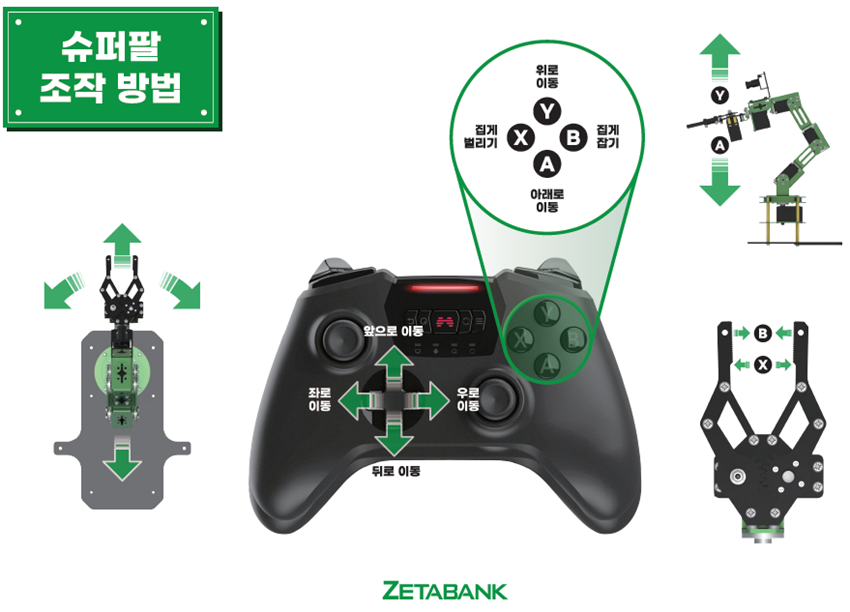 슈퍼팔
조작 방법
위로
이동
Y
집게
벌리기
X
B
집게
잡기
A
아래로
이동
Y
A
Y
X
B
A
앞으로 이동
좌로
이동
우로
이동
뒤로 이동
B
X
ZETABANK